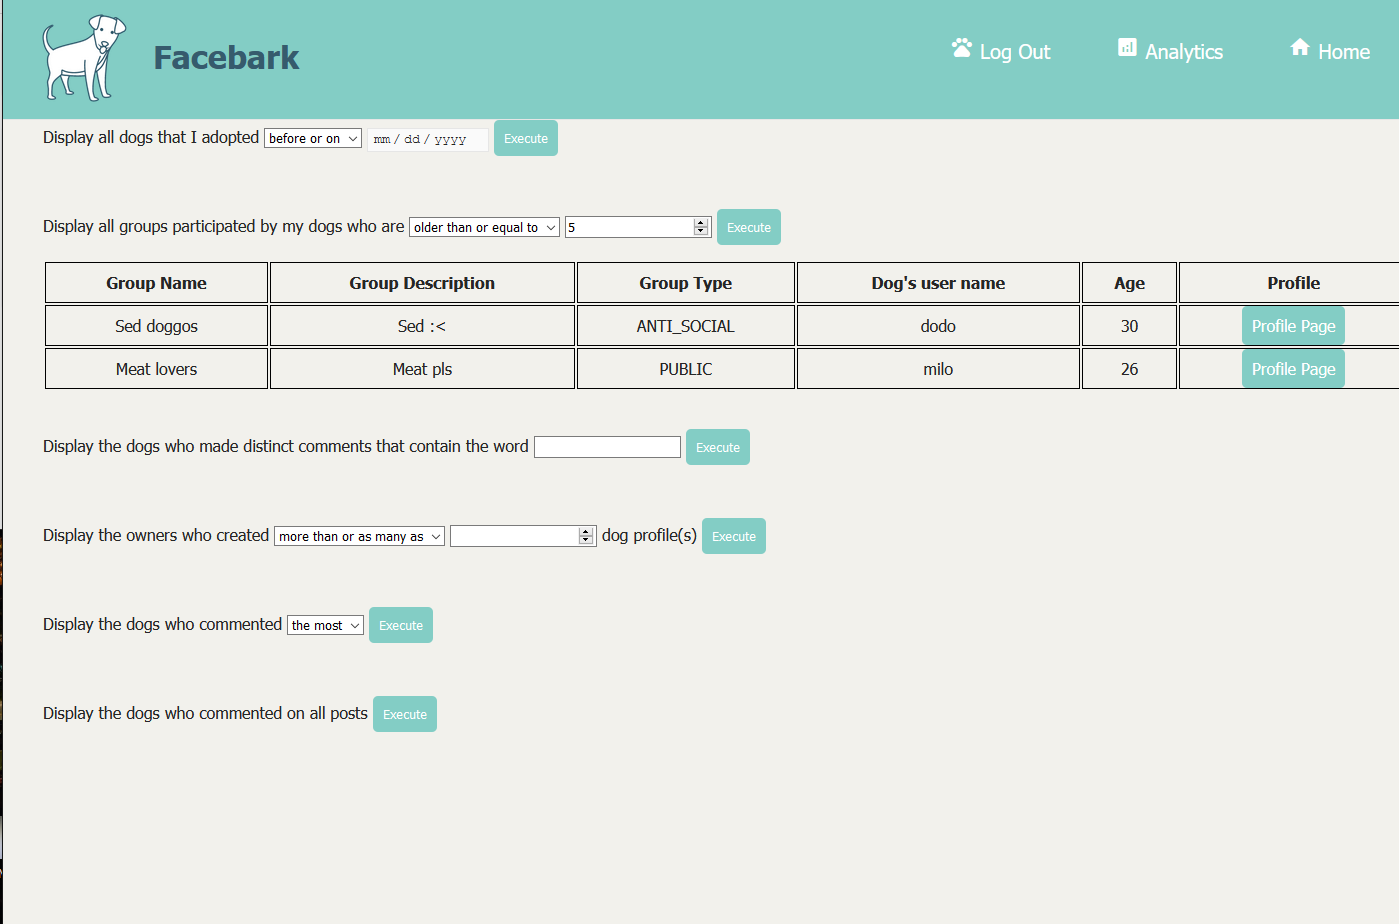 Facebark
Log Out Analytics Home
Display all dogs that I adopted before or on mm / dd / yyyy Execute
Display all groups participated by my dogs who are older than or equal to 5 Execute
Group Name Group Description Group Type Dog's user name Age Profile
Sed doggos Sed :< ANTI_SOCIAL dodo 30 Profile Page
Meat lovers Meat pls PUBLIC milo 26 Profile Page
Display the dogs who made distinct comments that contain the word Execute
Display the owners who created more than or as many as dog profile(s) Execute
Display the dogs who commented the most Execute
Display the dogs who commented on all posts Execute